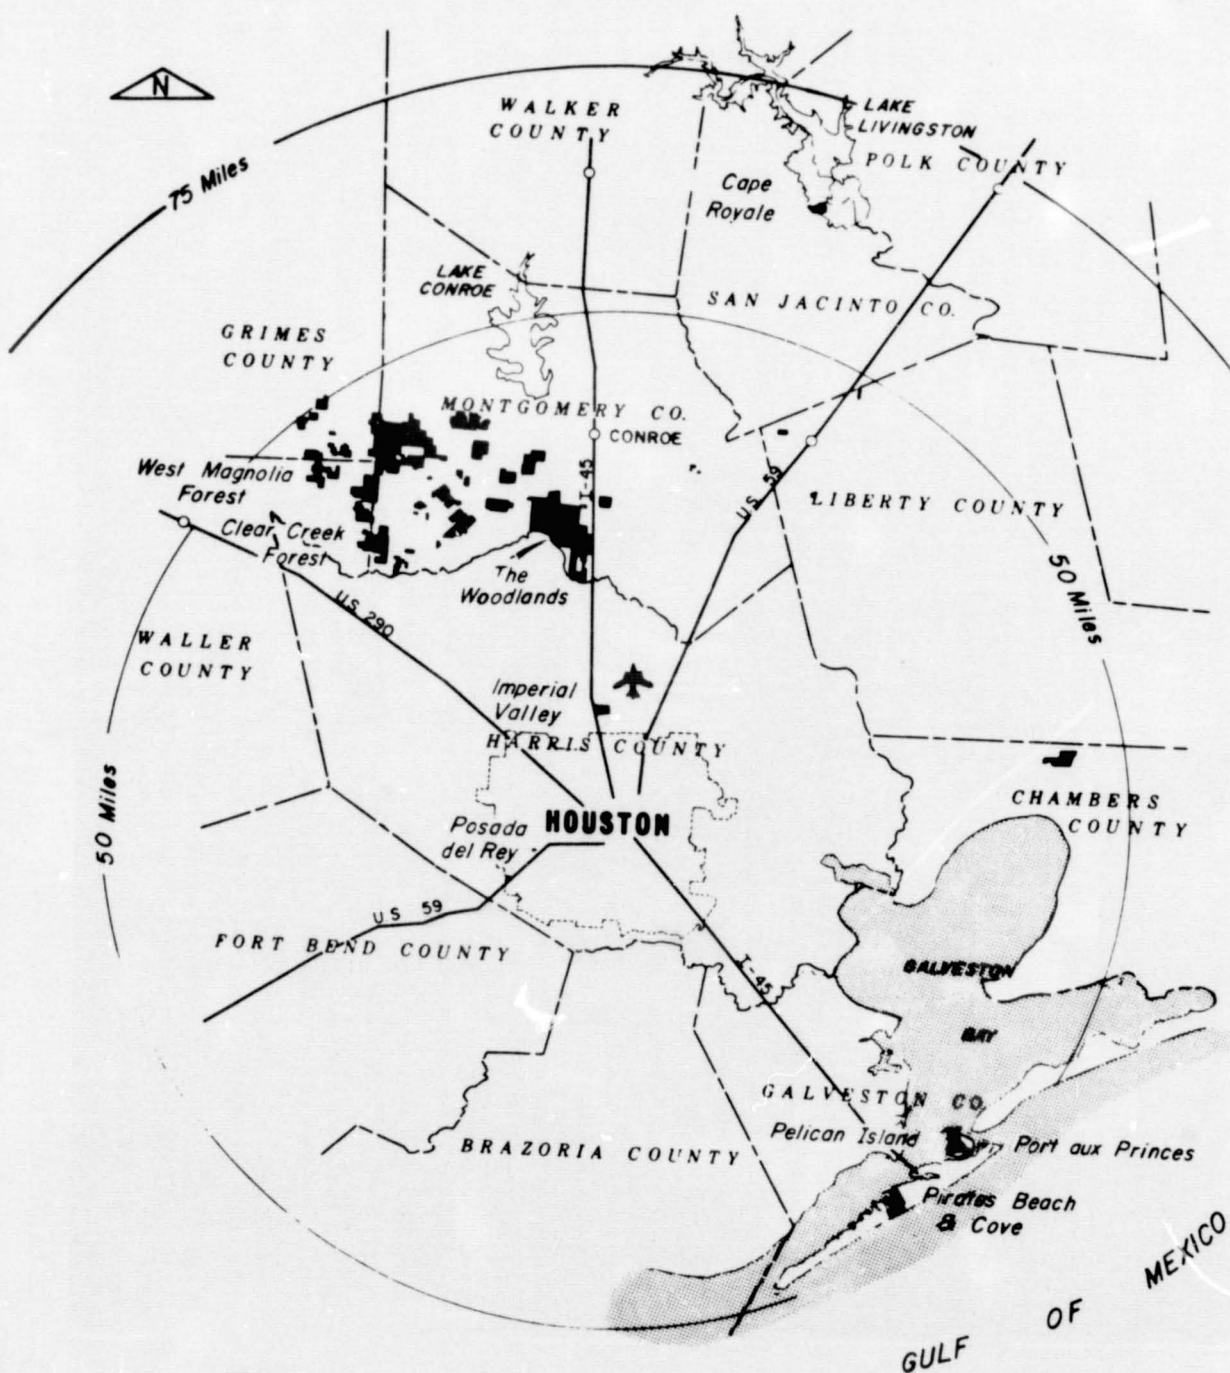 N
WALKER
COUNTY
LAKE
LIVINGSTON
POLK COUNTY
75 Miles
Cape
Royale
LAKE
CONROE
SAN JACINTO CO.
GRIMES
COUNTY
MONTGOMERY CO.
CONROE
West Magnolia
Forest
I-45
US 59
LIBERTY COUNTY
Clear Creek
Forest
The
Woodlands
50 Miles
US 290
WALLER
COUNTY
Imperial
Valley
HARRIS COUNTY
50 Miles
CHAMBERS
COUNTY
HOUSTON
Posada
del Rey
US 59
FORT BEND COUNTY
I-45
GALVESTON
BAY
GALVESTON CO.
Pelican Island
Port aux Princes
BRAZORIA COUNTY
Pirates Beach
& Cove
GULF OF MEXICO